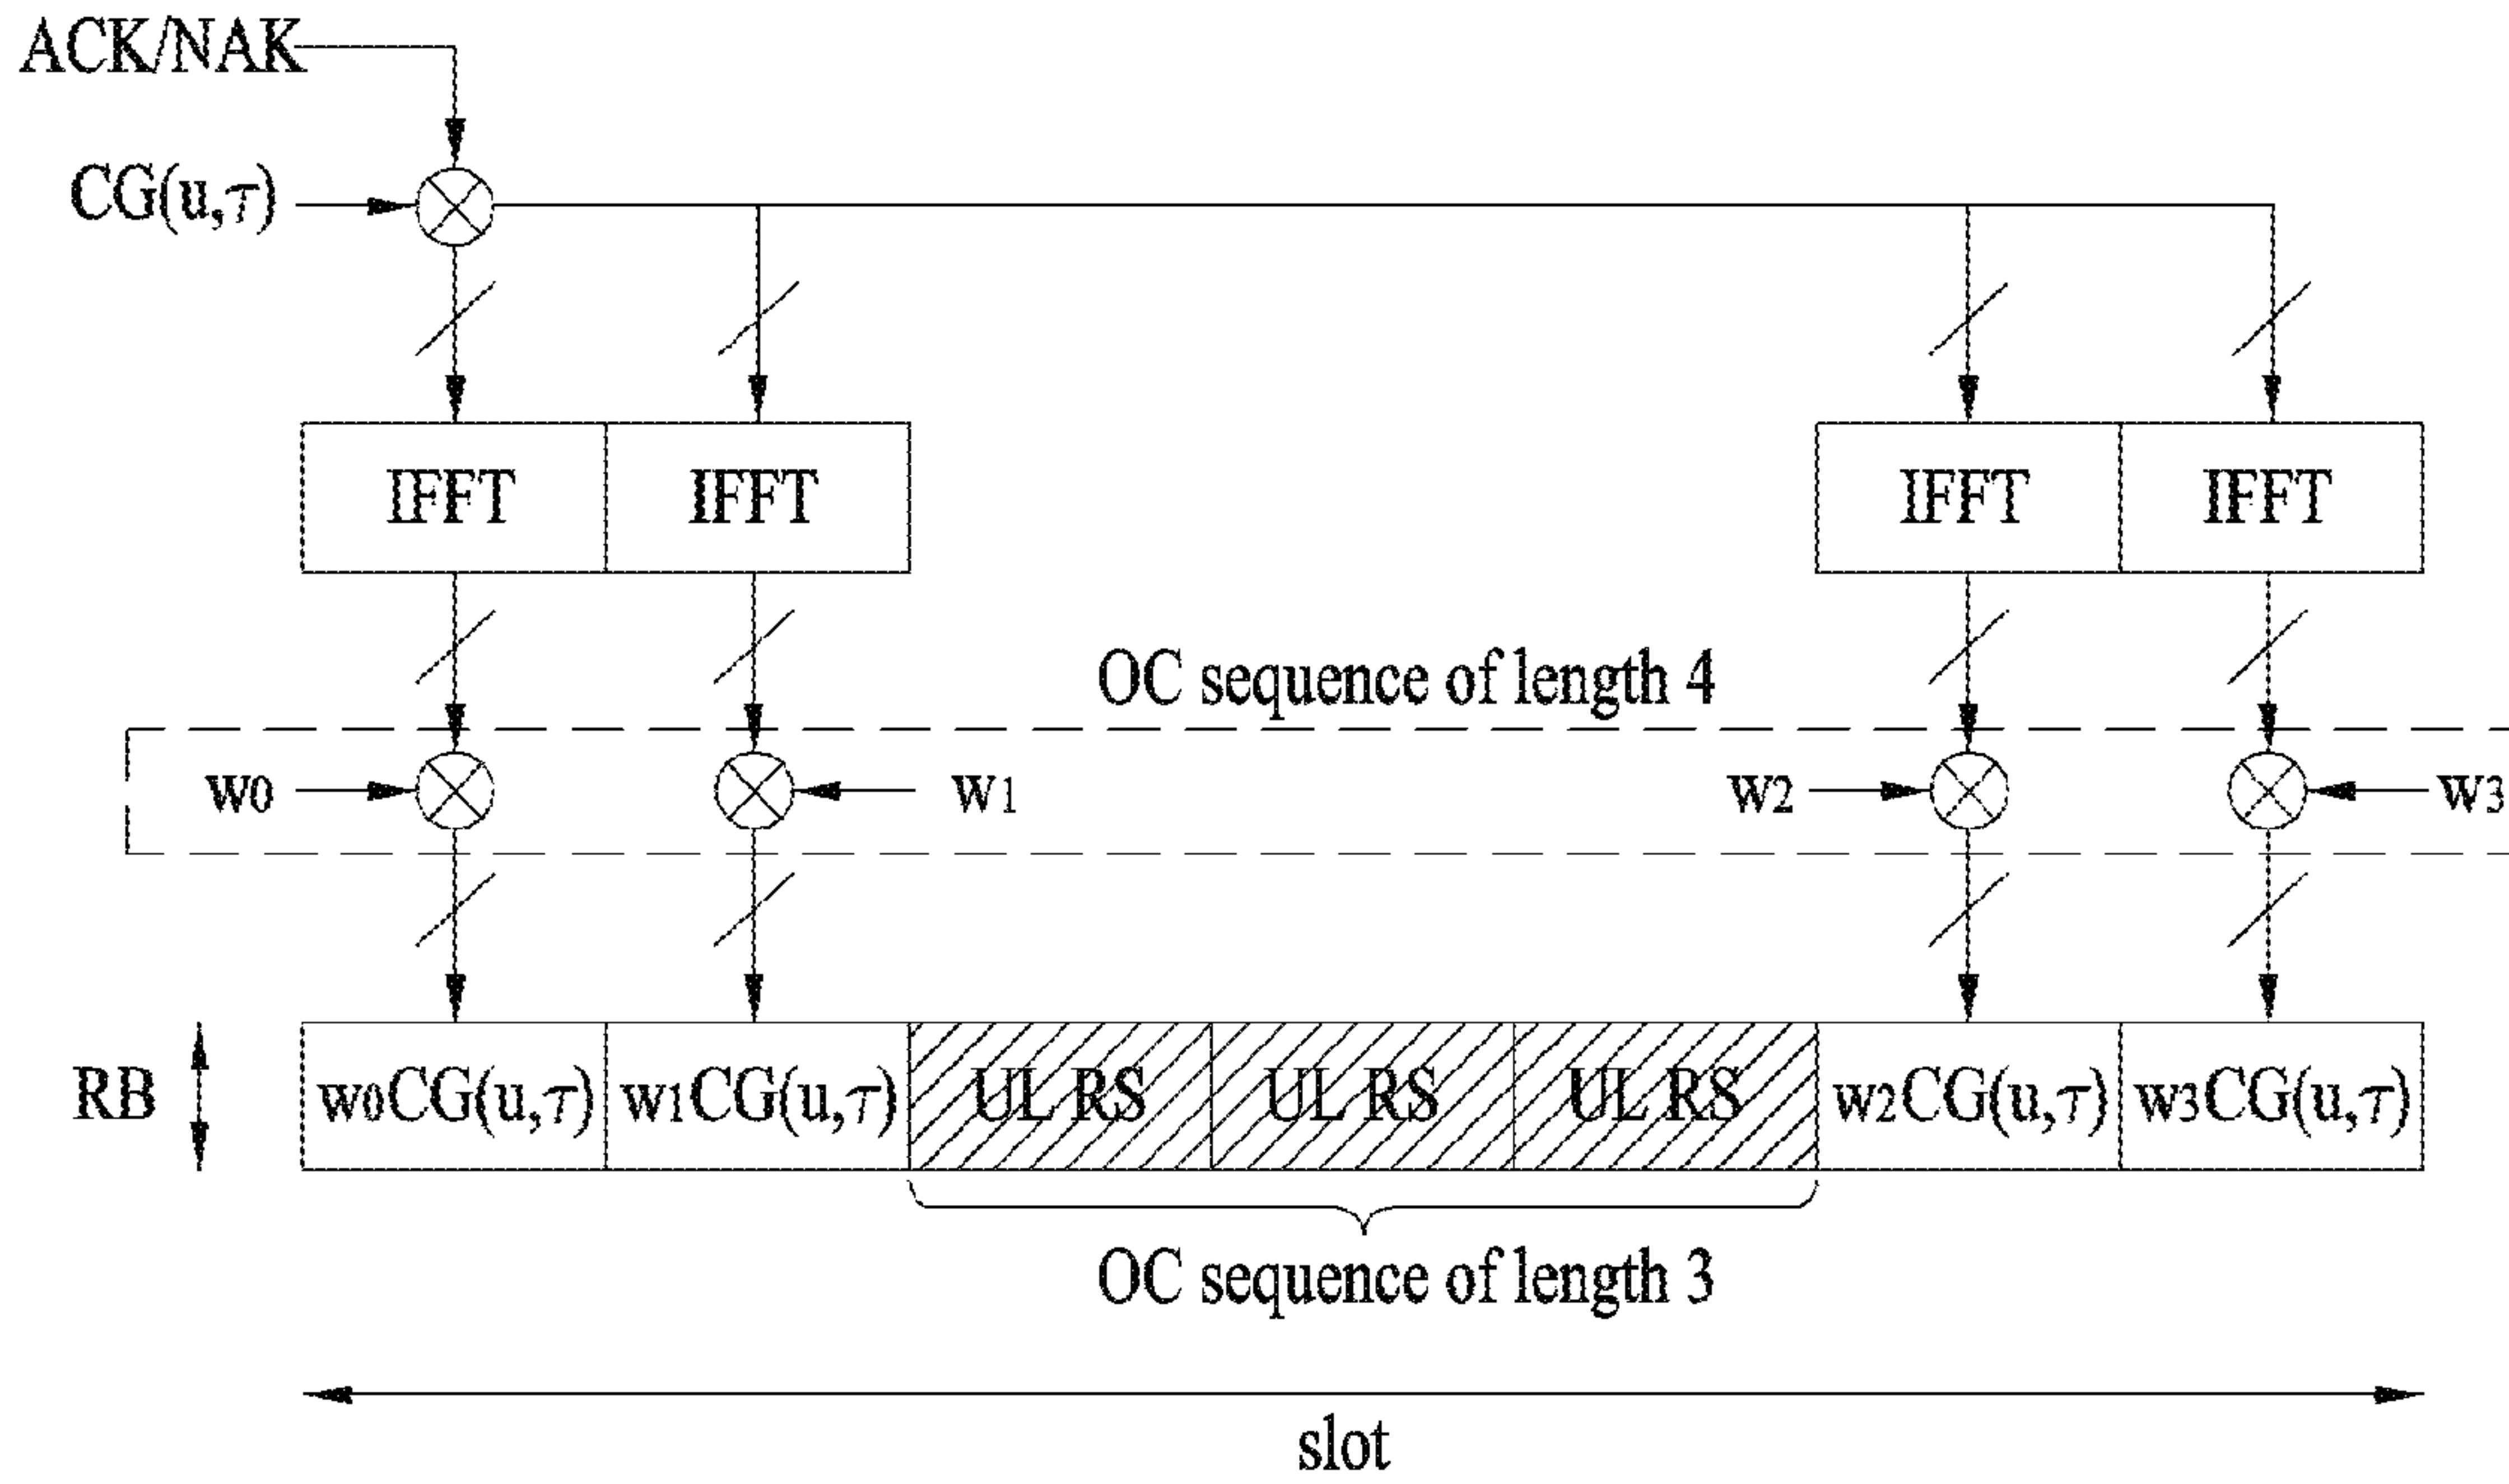 ACK/NAK
CG(u,τ)
IFFT IFFT IFFT IFFT
OC sequence of length 4
w0 w1 w2 w3
RB w0CG(u,τ) w1CG(u,τ) UL RS UL RS UL RS w2CG(u,τ) w3CG(u,τ)
OC sequence of length 3
slot